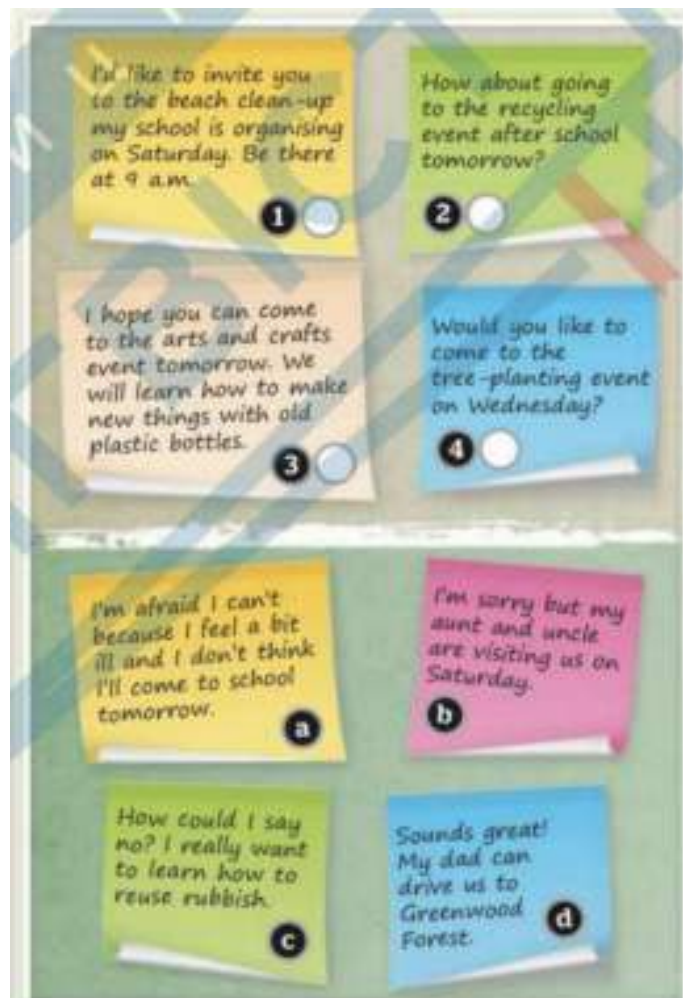 I'd like to invite you
to the beach clean-up
my school is organising
on Saturday. Be there
at 9 a.m.
1
How about going
to the recycling
event after school
tomorrow?
2
I hope you can come
to the arts and crafts
event tomorrow. We
will learn how to make
new things with old
plastic bottles.
3
Would you like to
come to the
tree-planting event
on Wednesday?
4
I'm afraid I can't
because I feel a bit
ill and I don't think
I'll come to school
tomorrow.
a
I'm sorry but my
aunt and uncle
are visiting us on
Saturday.
b
How could I say
no? I really want
to learn how to
reuse rubbish.
c
Sounds great!
My dad can
drive us to
Greenwood
Forest.
d